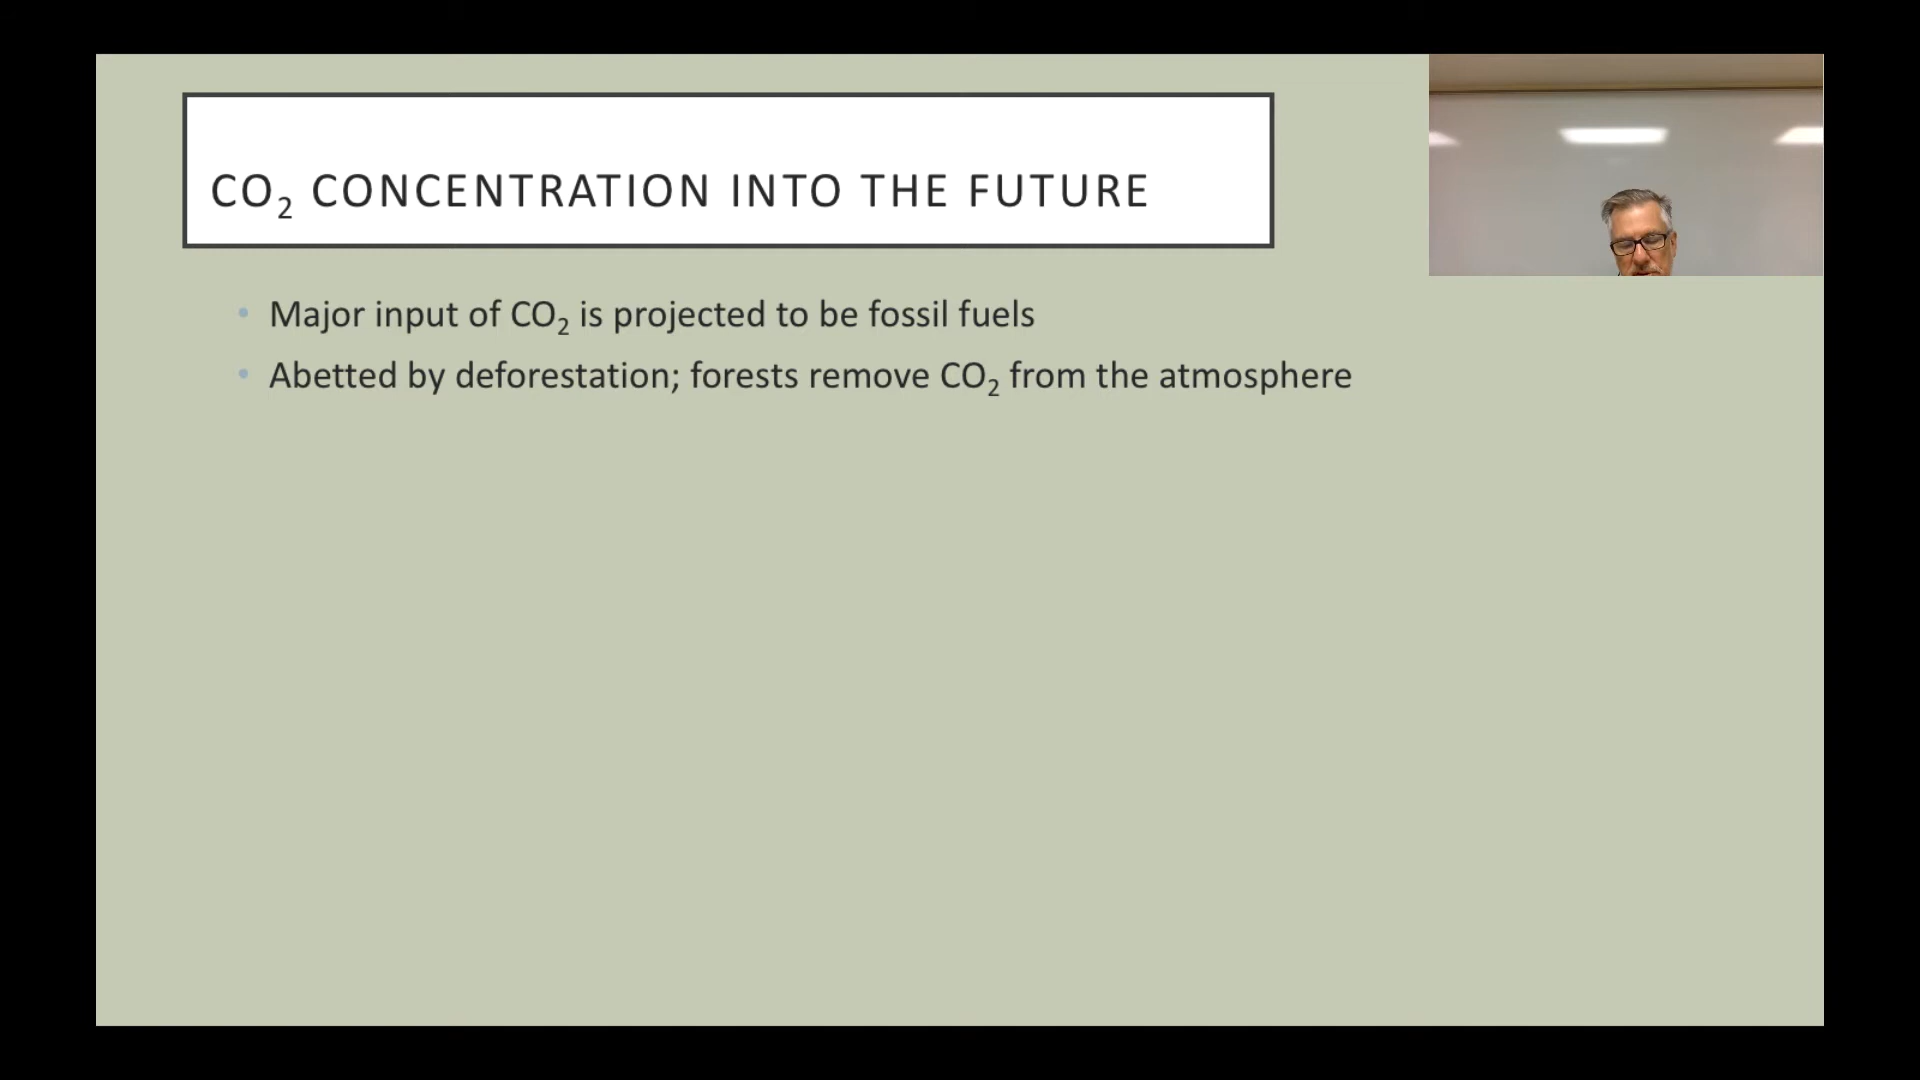 CO₂ CONCENTRATION INTO THE FUTURE
• Major input of CO₂ is projected to be fossil fuels
• Abetted by deforestation; forests remove CO₂ from the atmosphere